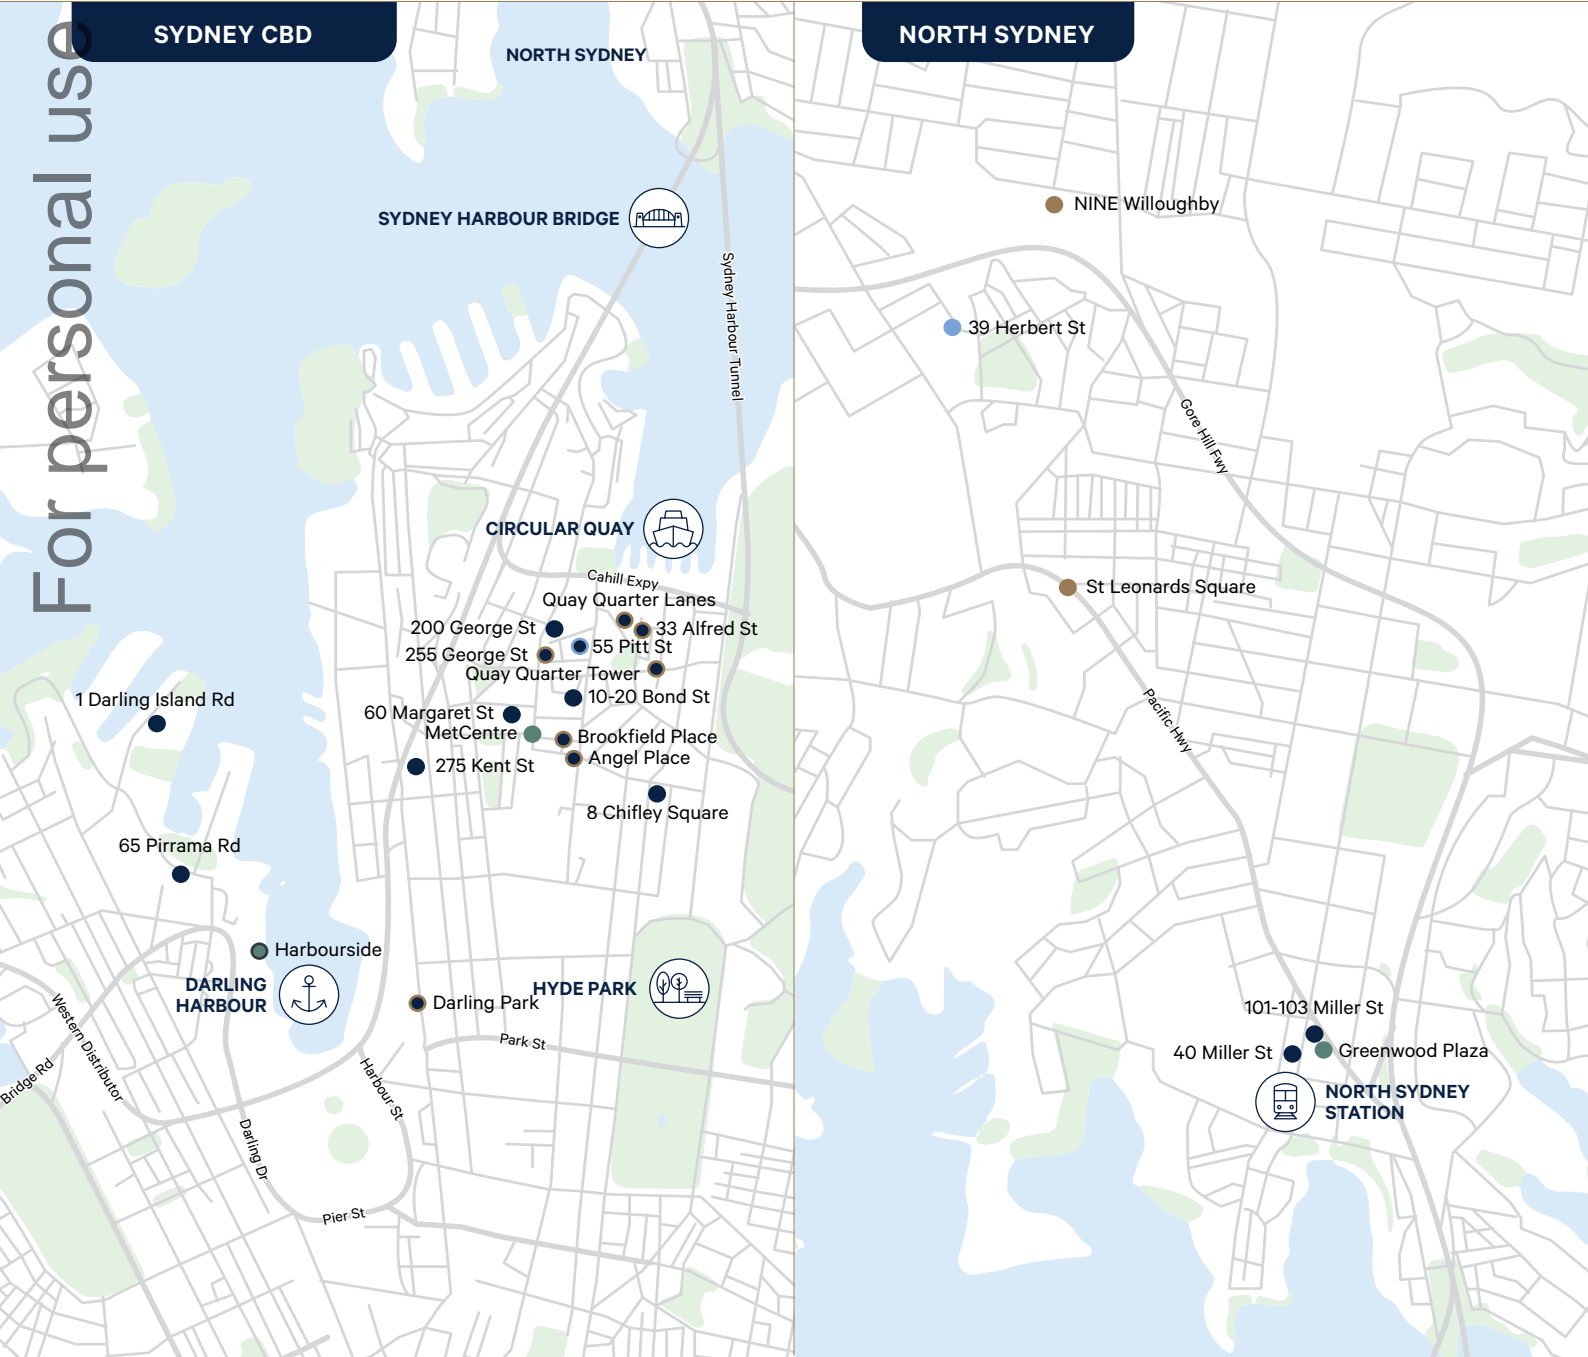 SYDNEY CBD
NORTH SYDNEY
For personal use
SYDNEY HARBOUR BRIDGE
Sydney Harbour Tunnel
CIRCULAR QUAY
Cahill Expy
Quay Quarter Lanes
200 George St
33 Alfred St
255 George St
55 Pitt St
Quay Quarter Tower
1 Darling Island Rd
10-20 Bond St
60 Margaret St
MetCentre
Brookfield Place
Angel Place
275 Kent St
8 Chifley Square
65 Pirrama Rd
Harbourside
DARLING
HARBOUR
HYDE PARK
Darling Park
Park St
Western Distributor
Bridge Rd
Harbour St
Darling Dr
Pier St
NORTH SYDNEY
NINE Willoughby
39 Herbert St
Gore Hill Fwy
St Leonards Square
Pacific Hwy
101-103 Miller St
40 Miller St
Greenwood Plaza
NORTH SYDNEY
STATION